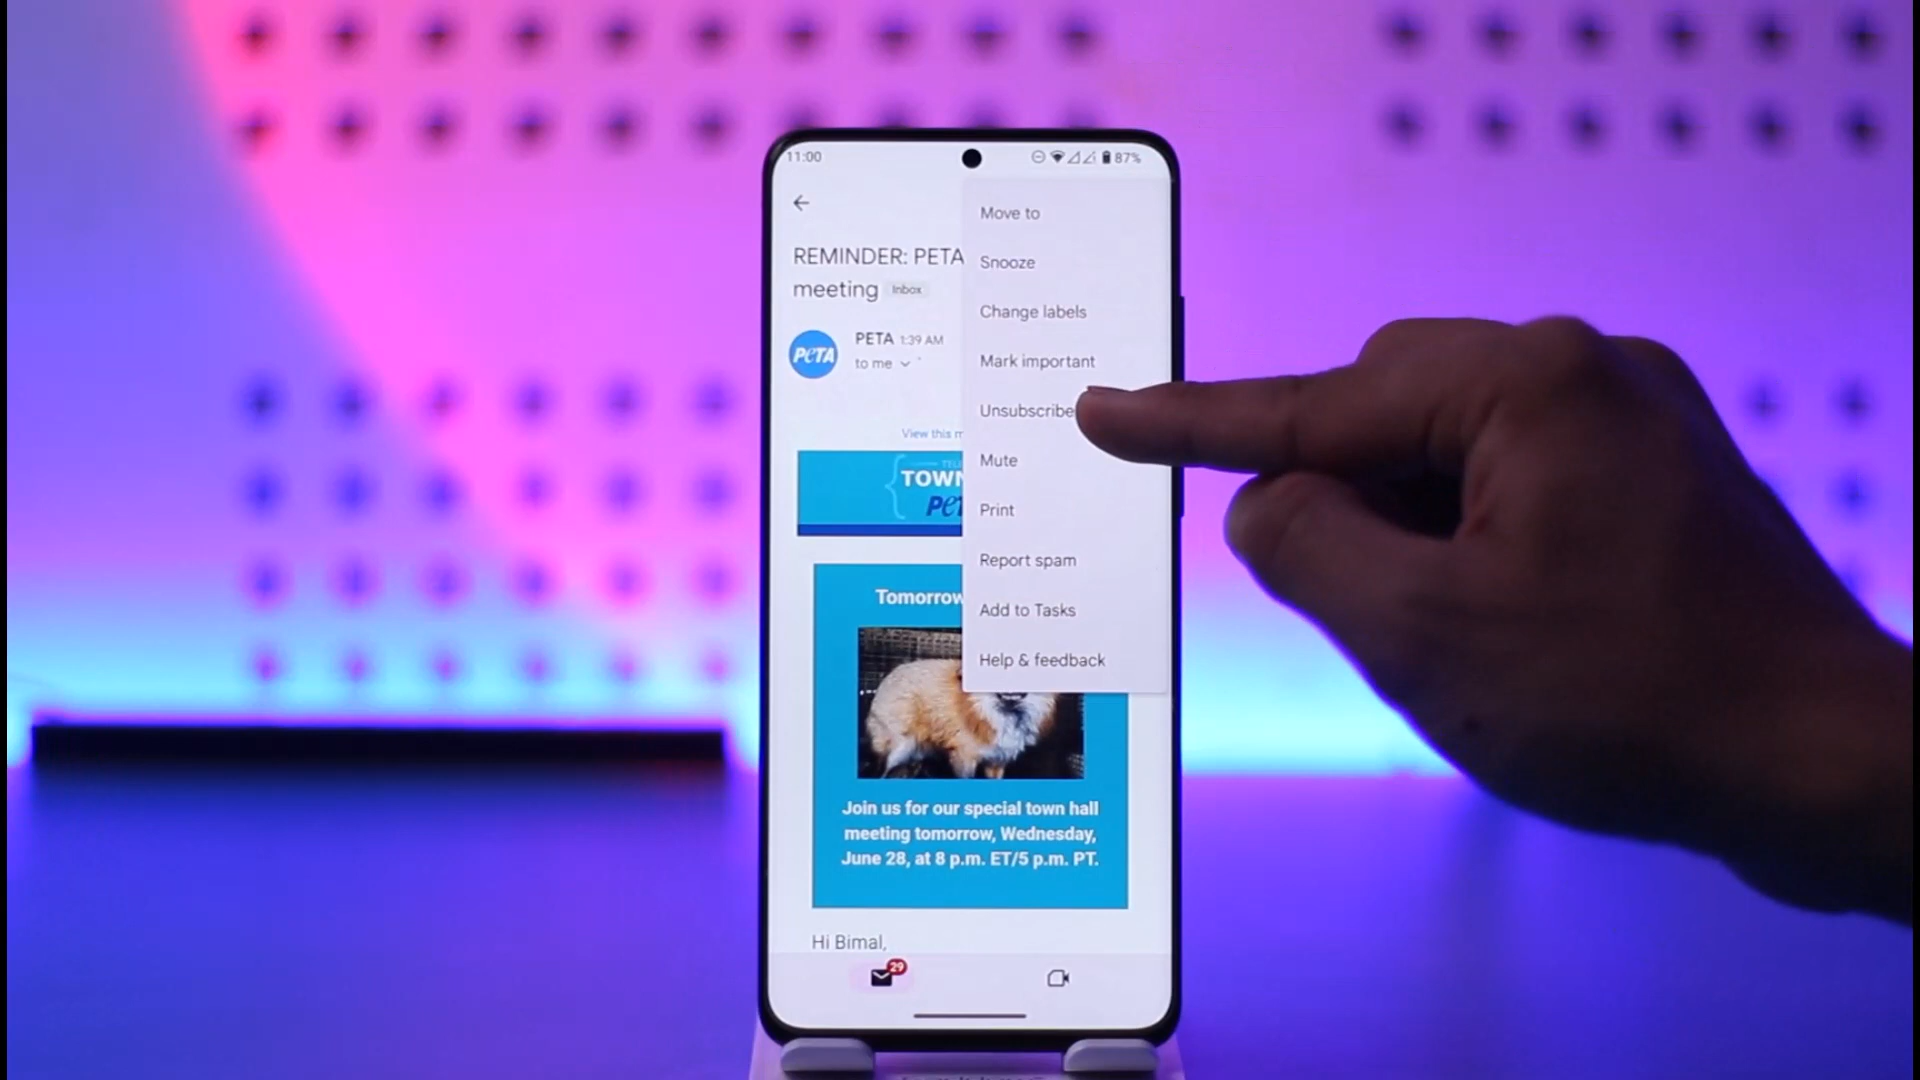 11:00
87%
REMINDER: PETA
meeting Inbox
PETA 1:39 AM
to me
PETA
View this
TOWN
Tomorrow
Join us for our special town hall
meeting tomorrow, Wednesday,
June 28, at 8 p.m. ET/5 p.m. PT.
Hi Bimal,
29
Move to
Snooze
Change labels
Mark important
Unsubscribe
Mute
Print
Report spam
Add to Tasks
Help & feedback